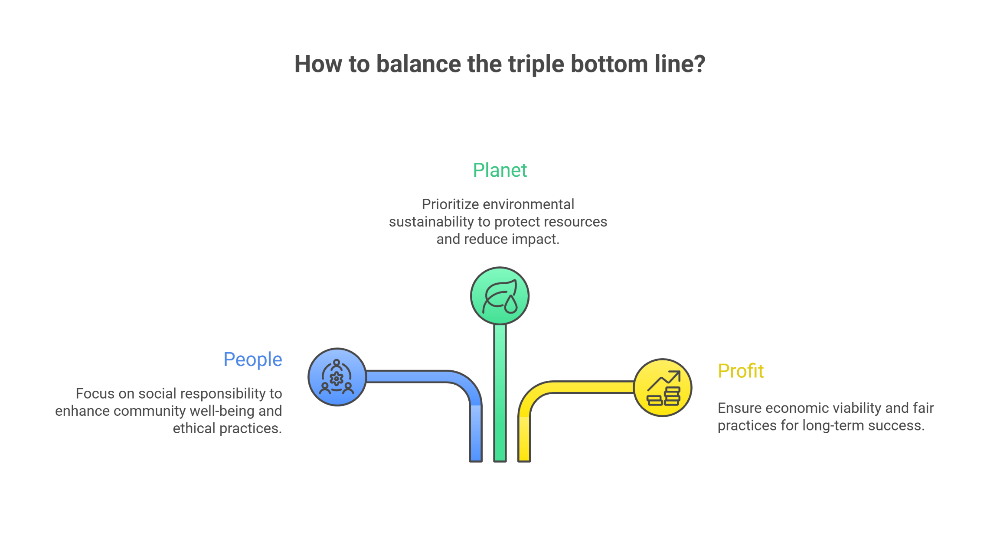 How to balance the triple bottom line?
Planet
Prioritize environmental
sustainability to protect resources
and reduce impact.
People
Focus on social responsibility to
enhance community well-being and
ethical practices.
Profit
Ensure economic viability and fair
practices for long-term success.